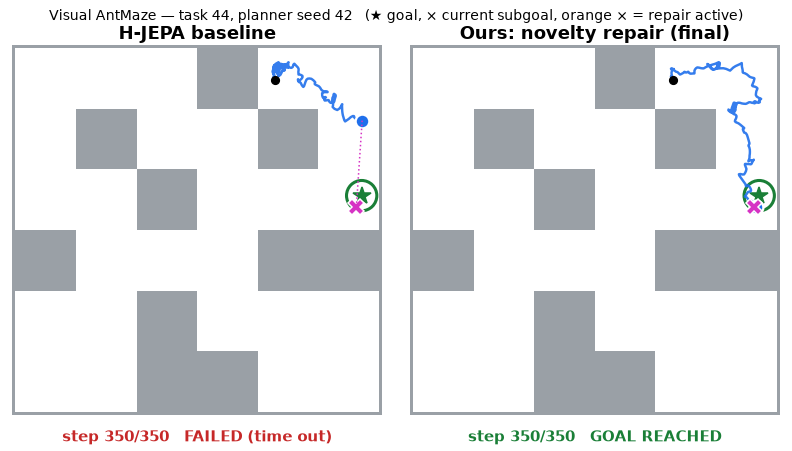 Visual AntMaze — task 44, planner seed 42   (★ goal, × current subgoal, orange × = repair active)
H-JEPA baseline
Ours: novelty repair (final)
step 350/350   FAILED (time out)
step 350/350   GOAL REACHED